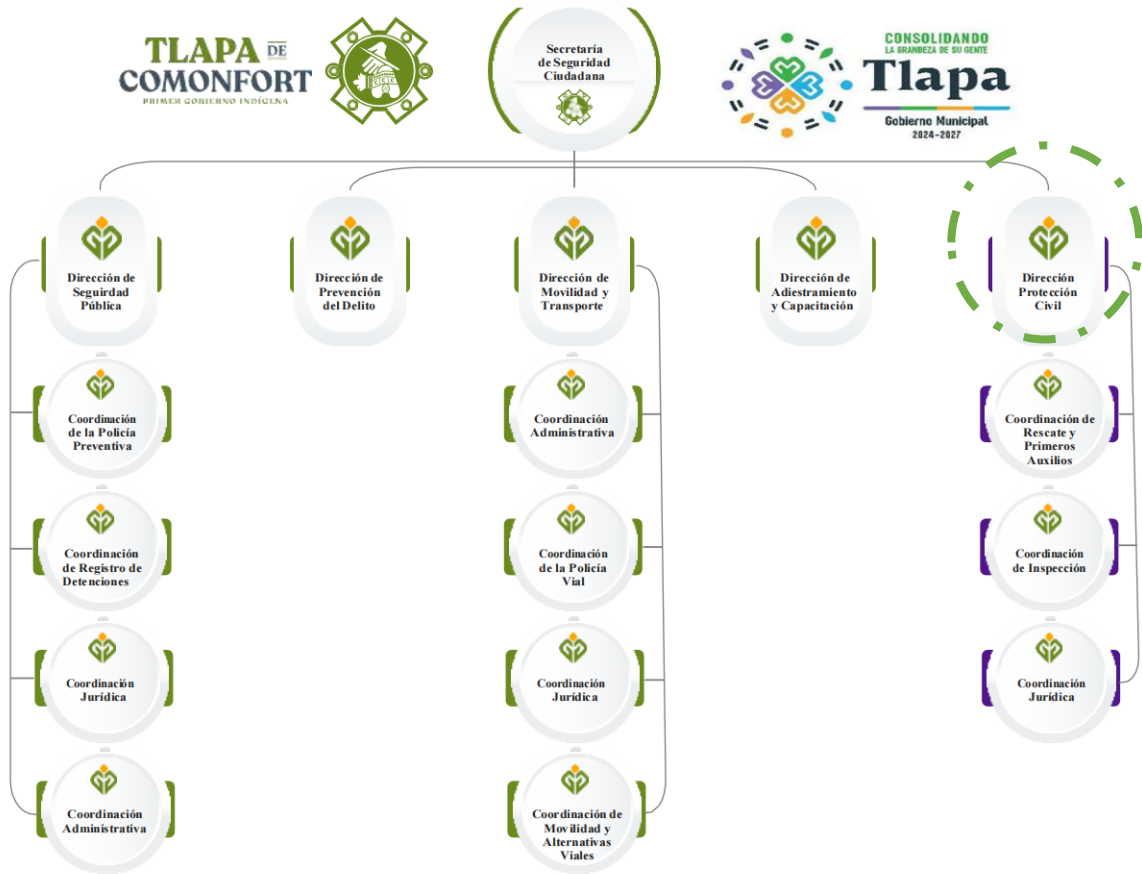 TLAPA DE
COMONFORT
PRIMER GOBIERNO INDÍGENA
Secretaría
de Seguridad
Ciudadana
CONSOLIDANDO
LA GRANDEZA DE SU GENTE
Tlapa
Gobierno Municipal
2024-2027
Dirección de
Seguirdad
Pública
Dirección de
Prevención
del Delito
Dirección de
Movilidad y
Transporte
Dirección de
Adiestramiento
y Capacitación
Dirección
Protección
Civil
Coordinación
de la Policía
Preventiva
Coordinación
Administrativa
Coordinación de
Rescate y
Primeros
Auxilios
Coordinación
de Registro de
Detenciones
Coordinación
de la Policía
Vial
Coordinación
de Inspección
Coordinación
Jurídica
Coordinación
Jurídica
Coordinación
Jurídica
Coordinación
Administrativa
Coordinación de
Movilidad y
Alternativas
Viales